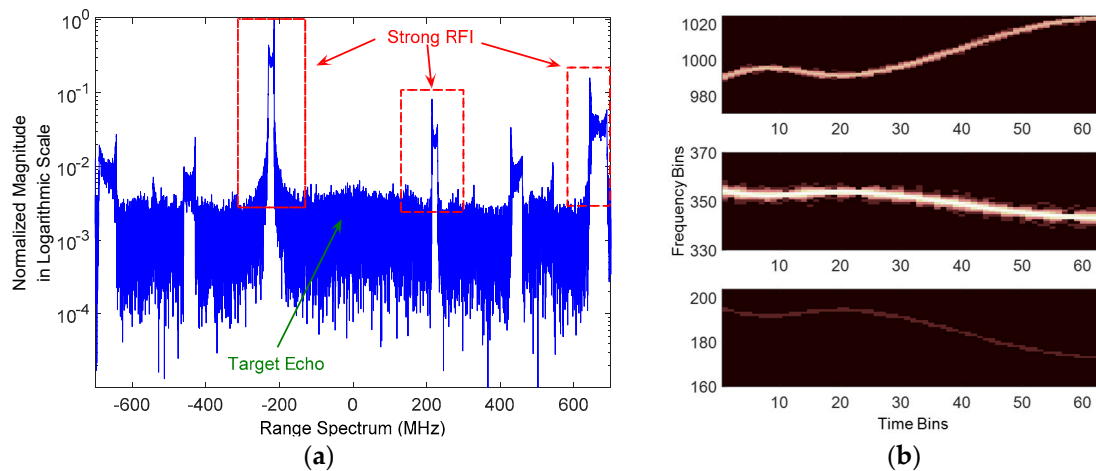 10⁰
10⁻¹
10⁻²
10⁻³
10⁻⁴
Normalized Magnitude
in Logarithmic Scale
Strong RFI
Target Echo
-600 -400 -200 0 200 400 600
Range Spectrum (MHz)
(a)
1020
1000
980
10 20 30 40 50 60
370
350
330
10 20 30 40 50 60
200
180
160
10 20 30 40 50 60
Frequency Bins
Time Bins
(b)